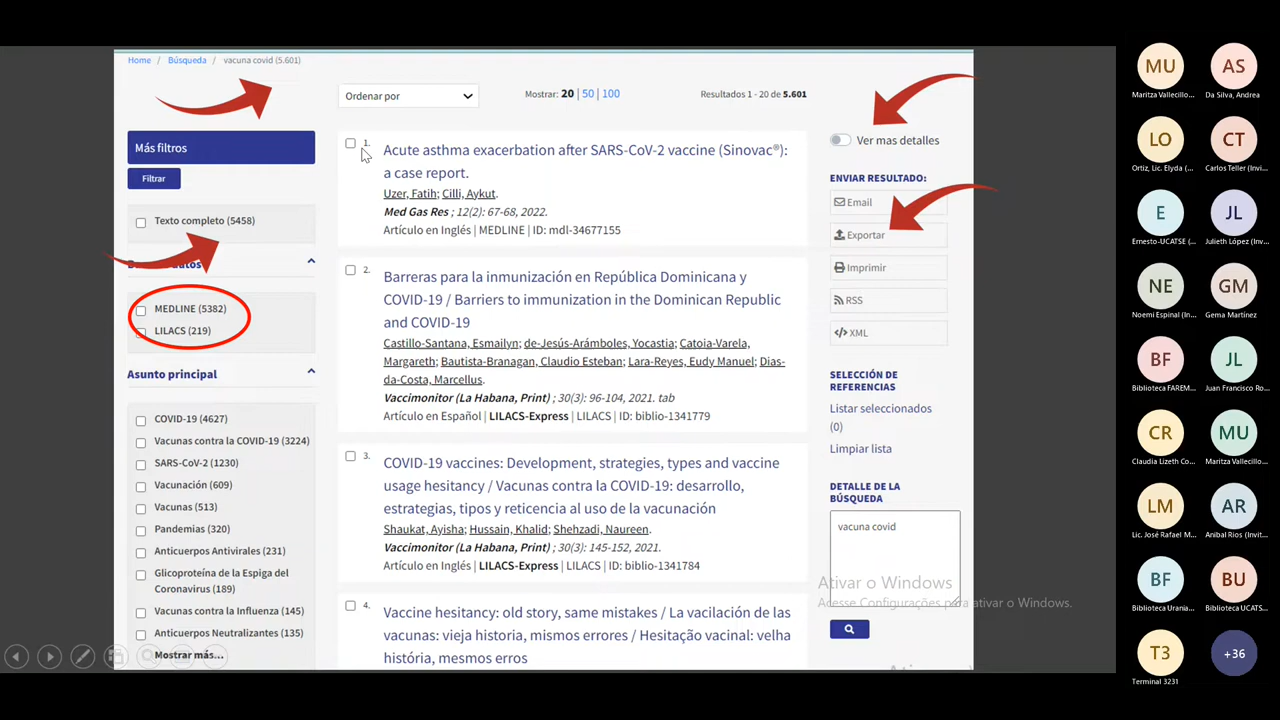 Home / Búsqueda / vacuna covid (5.601)
Ordenar por
Mostrar: 20 | 50 | 100
Resultados 1 - 20 de 5.601
Más filtros
Filtrar
Texto completo (5458)
MEDLINE (5382)
LILACS (219)
Asunto principal
COVID-19 (4627)
Vacunas contra la COVID-19 (3224)
SARS-CoV-2 (1230)
Vacunación (609)
Vacunas (513)
Pandemias (320)
Anticuerpos Antivirales (231)
Glicoproteína de la Espiga del
Coronavirus (189)
Vacunas contra la Influenza (145)
Anticuerpos Neutralizantes (135)
Mostrar más...
1.
Acute asthma exacerbation after SARS-CoV-2 vaccine (Sinovac®):
a case report.
Uzer, Fatih; Cilli, Aykut.
Med Gas Res ; 12(2): 67-68, 2022.
Artículo en Inglés | MEDLINE | ID: mdl-34677155
2.
Barreras para la inmunización en República Dominicana y
COVID-19 / Barriers to immunization in the Dominican Republic
and COVID-19
Castillo-Santana, Esmailyn; de-Jesús-Arámboles, Yocastia; Catoia-Varela,
Margareth; Bautista-Branagan, Claudio Esteban; Lara-Reyes, Eudy Manuel; Dias-
da-Costa, Marcellus.
Vaccimonitor (La Habana, Print) ; 30(3): 96-104, 2021. tab
Artículo en Español | LILACS-Express | LILACS | ID: biblio-1341779
3.
COVID-19 vaccines: Development, strategies, types and vaccine
usage hesitancy / Vacunas contra la COVID-19: desarrollo,
estrategias, tipos y reticencia al uso de la vacunación
Shaukat, Ayisha; Hussain, Khalid; Shehzadi, Naureen.
Vaccimonitor (La Habana, Print) ; 30(3): 145-152, 2021.
Artículo en Inglés | LILACS-Express | LILACS | ID: biblio-1341784
4.
Vaccine hesitancy: old story, same mistakes / La vacilación de las
vacunas: vieja historia, mismos errores / Hesitação vacinal: velha
história, mesmos erros
Ver mas detalles
ENVIAR RESULTADO:
Email
Exportar
Imprimir
RSS
</> XML
SELECCIÓN DE
REFERENCIAS
Listar seleccionados
(0)
Limpiar lista
DETALLE DE LA
BÚSQUEDA
vacuna covid
Ativar o Windows
Acesse Configurações para ativar o Windows.
MU
Maritza Vallecillo...
AS
Da Silva, Andrea
LO
Ortiz, Lic. Elyda (...
CT
Carlos Teller (Inv...
E
Ernesto-UCATSE (...
JL
Julieth López (Inv...
NE
Noemi Espinal (In...
GM
Gema Martinez
BF
Biblioteca FAREM...
JL
Juan Francisco Ro...
CR
Claudia Lizeth Co...
MU
Maritza Vallecillo...
LM
Lic. José Rafael M...
AR
Anibal Rios (Invit...
BF
Biblioteca Urania...
BU
Biblioteca UCATS...
T3
Terminal 3231
+36